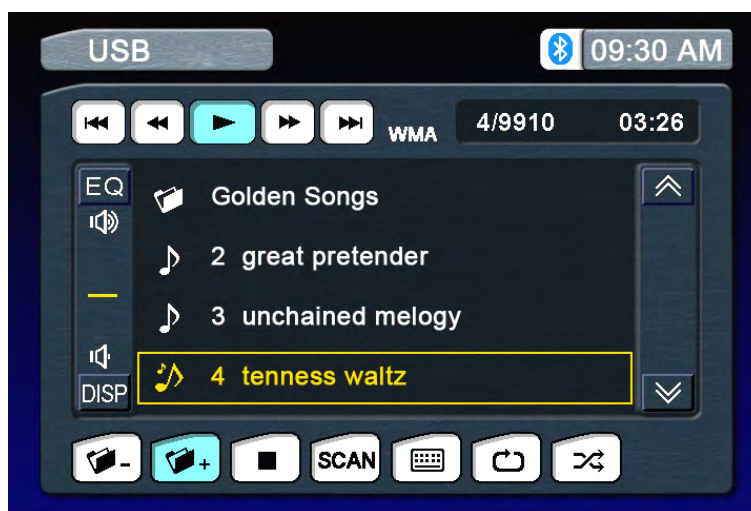 USB 09:30 AM
WMA 4/9910 03:26
EQ
Golden Songs
2 great pretender
3 unchained melogy
4 tenness waltz
DISP
- + SCAN